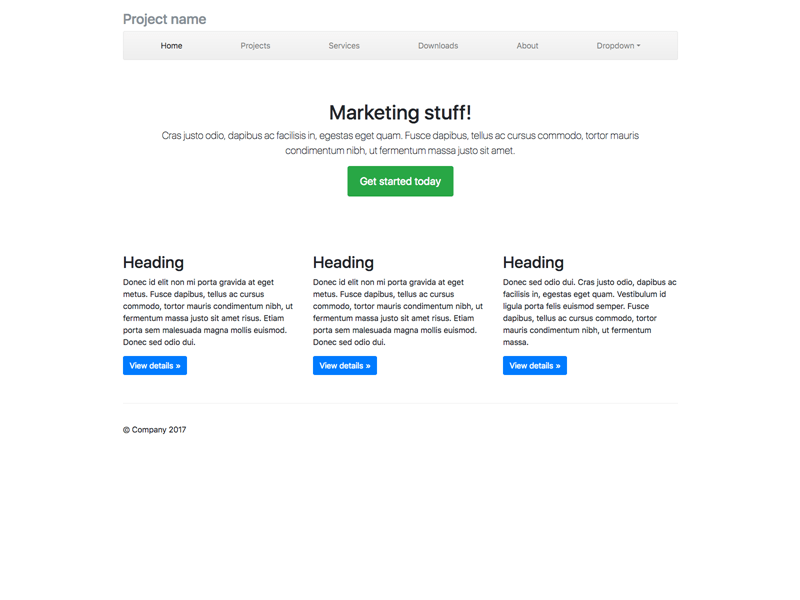 Project name
Home Projects Services Downloads About Dropdown
Marketing stuff!
Cras justo odio, dapibus ac facilisis in, egestas eget quam. Fusce dapibus, tellus ac cursus commodo, tortor mauris
condimentum nibh, ut fermentum massa justo sit amet.
Get started today
Heading
Donec id elit non mi porta gravida at eget
metus. Fusce dapibus, tellus ac cursus
commodo, tortor mauris condimentum nibh, ut
fermentum massa justo sit amet risus. Etiam
porta sem malesuada magna mollis euismod.
Donec sed odio dui.
View details »
Heading
Donec id elit non mi porta gravida at eget
metus. Fusce dapibus, tellus ac cursus
commodo, tortor mauris condimentum nibh, ut
fermentum massa justo sit amet risus. Etiam
porta sem malesuada magna mollis euismod.
Donec sed odio dui.
View details »
Heading
Donec sed odio dui. Cras justo odio, dapibus ac
facilisis in, egestas eget quam. Vestibulum id
ligula porta felis euismod semper. Fusce
dapibus, tellus ac cursus commodo, tortor
mauris condimentum nibh, ut fermentum
massa.
View details »
© Company 2017